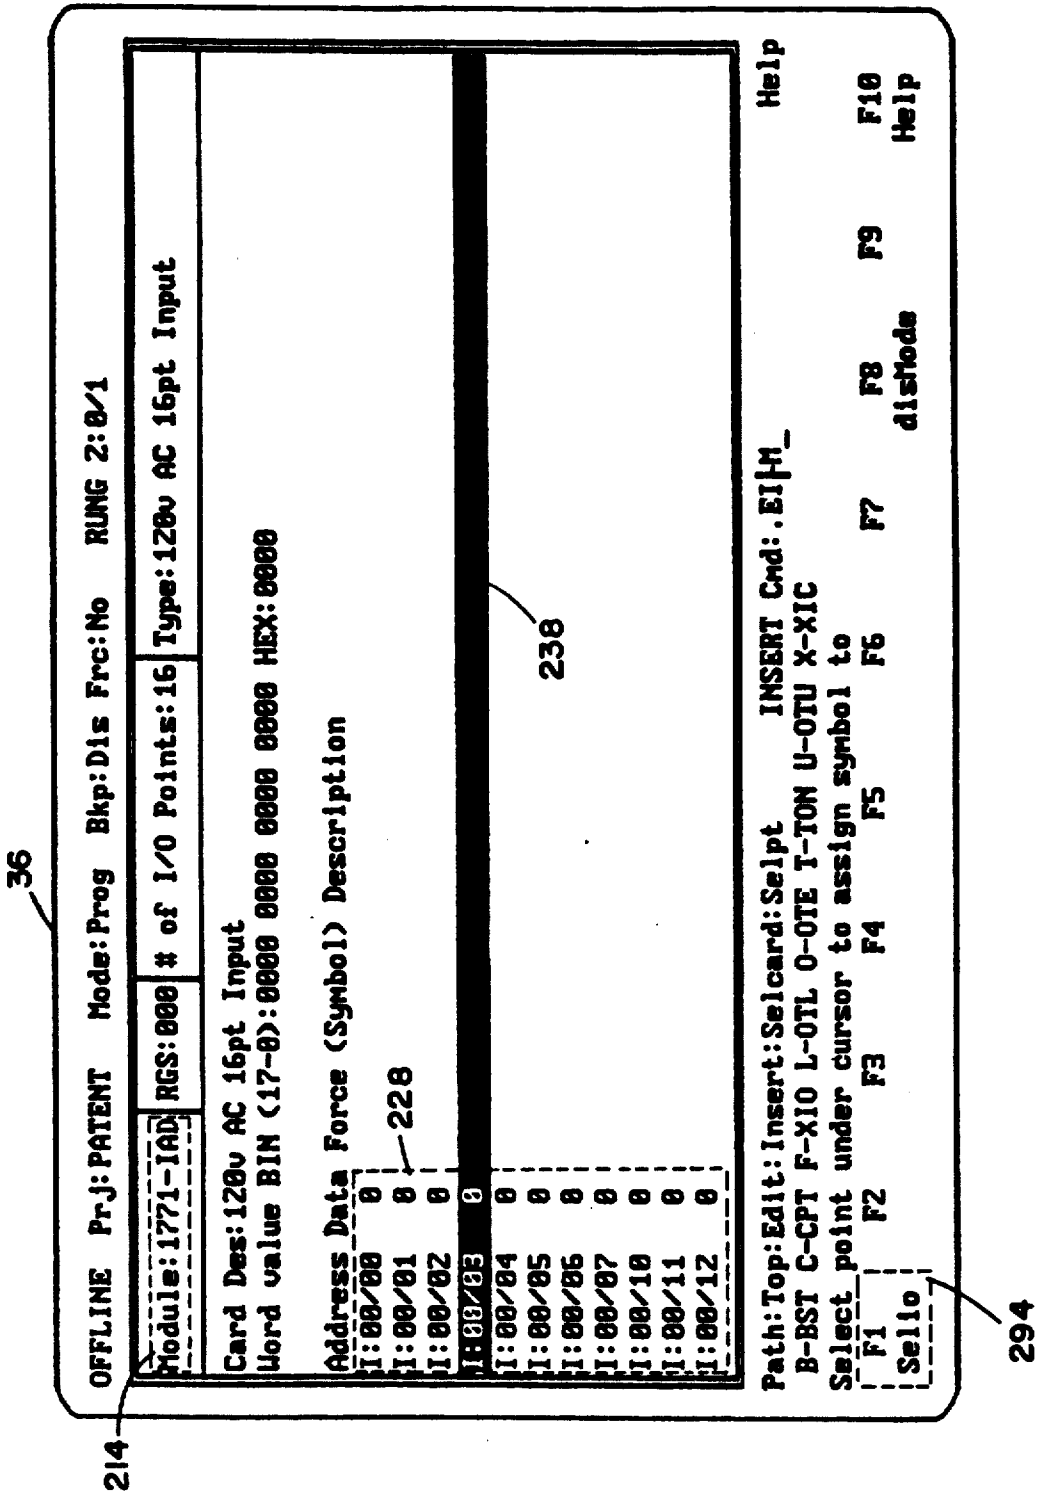 36
OFFLINE Prj:PATENT Mode:Prog Bkp:Dis Frc:No RUNG 2:0/1
214
Module:1771-IAD RGS:000 # of I/O Points:16 Type:120v AC 16pt Input
Card Des:120v AC 16pt Input
Word value BIN (17-0):0000 0000 0000 0000 HEX:0000
Address Data Force (Symbol) Description
228
I:00/00 0
I:00/01 0
I:00/02 0
I:00/03 0
238
I:00/04 0
I:00/05 0
I:00/06 0
I:00/07 0
I:00/10 0
I:00/11 0
I:00/12 0
Path:Top:Edit:Insert:Selcard:Selpt INSERT Cmd:.EI├M_ Help
B-BST C-CPT F-XIO L-OTL O-OTE T-TON U-OTU X-XIC
Select point under cursor to assign symbol to
F1 F2 F3 F4 F5 F6 F7 F8 F9 F10
Selio disMode Help
294